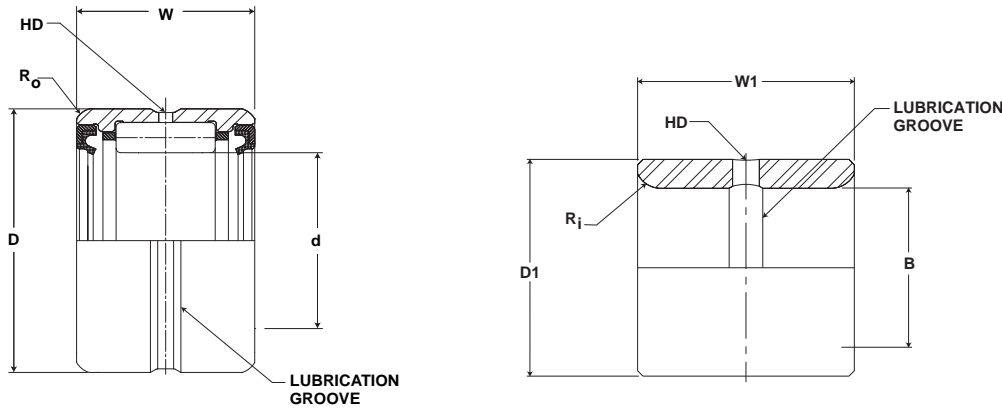 W
HD
Ro
D
d
LUBRICATION
GROOVE
W1
HD
LUBRICATION
GROOVE
Ri
D1
B